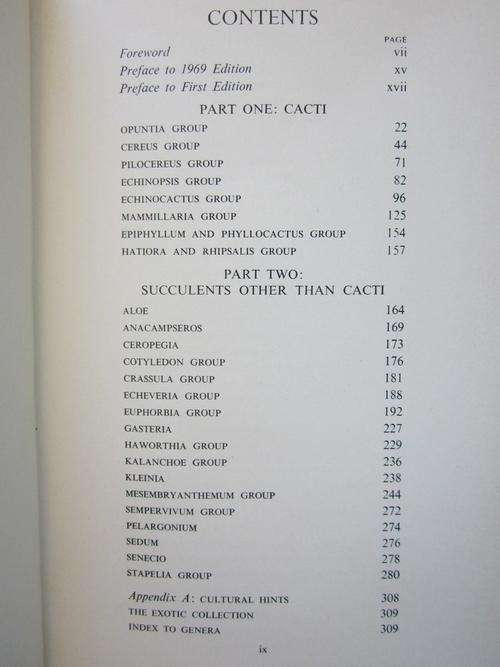 CONTENTS
PAGE
Foreword vii
Preface to 1969 Edition xv
Preface to First Edition xvii
PART ONE: CACTI
OPUNTIA GROUP 22
CEREUS GROUP 44
PILOCEREUS GROUP 71
ECHINOPSIS GROUP 82
ECHINOCACTUS GROUP 96
MAMMILLARIA GROUP 125
EPIPHYLLUM AND PHYLLOCACTUS GROUP 154
HATIORA AND RHIPSALIS GROUP 157
PART TWO:
SUCCULENTS OTHER THAN CACTI
ALOE 164
ANACAMPSEROS 169
CEROPEGIA 173
COTYLEDON GROUP 176
CRASSULA GROUP 181
ECHEVERIA GROUP 188
EUPHORBIA GROUP 192
GASTERIA 227
HAWORTHIA GROUP 229
KALANCHOE GROUP 236
KLEINIA 238
MESEMBRYANTHEMUM GROUP 244
SEMPERVIVUM GROUP 272
PELARGONIUM 274
SEDUM 276
SENECIO 278
STAPELIA GROUP 280
Appendix A: CULTURAL HINTS 308
THE EXOTIC COLLECTION 309
INDEX TO GENERA 309
ix